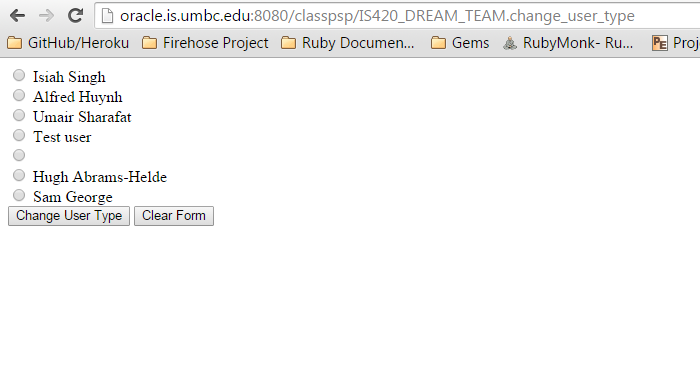 oracle.is.umbc.edu:8080/classpsp/IS420_DREAM_TEAM.change_user_type
GitHub/Heroku Firehose Project Ruby Documen... Gems RubyMonk- Ru... PE Proj
Isiah Singh
Alfred Huynh
Umair Sharafat
Test user
Hugh Abrams-Helde
Sam George
Change User Type Clear Form